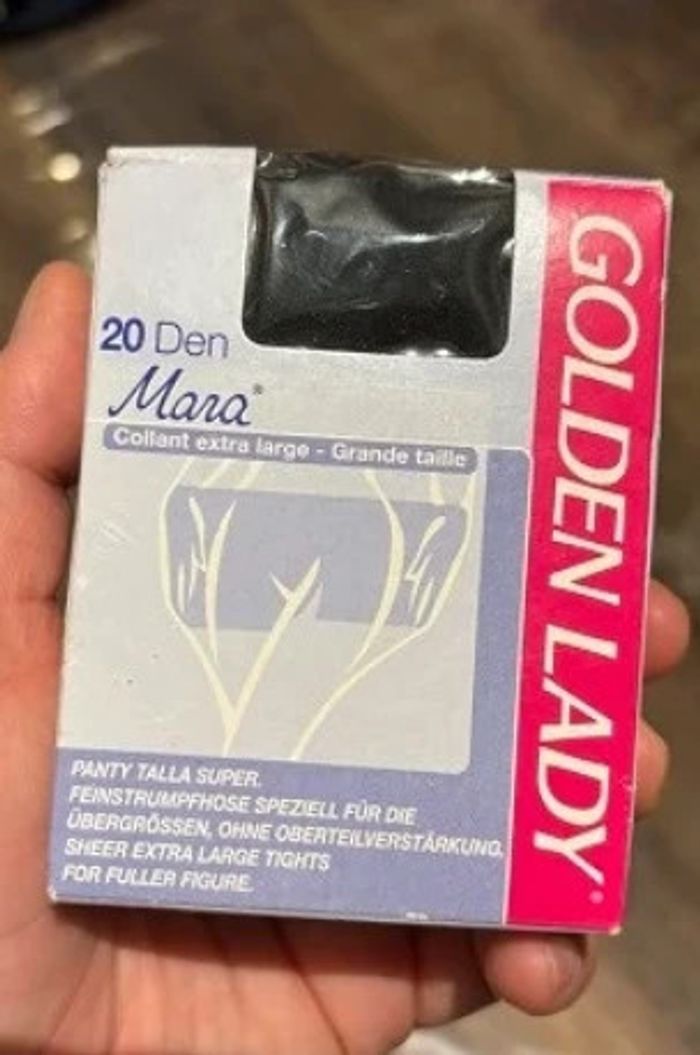 20 Den
Mara®
Collant extra large - Grande taille
GOLDEN LADY®
PANTY TALLA SUPER.
FEINSTRUMPFHOSE SPEZIELL FÜR DIE
ÜBERGRÖSSEN, OHNE OBERTEILVERSTÄRKUNG.
SHEER EXTRA LARGE TIGHTS
FOR FULLER FIGURE.